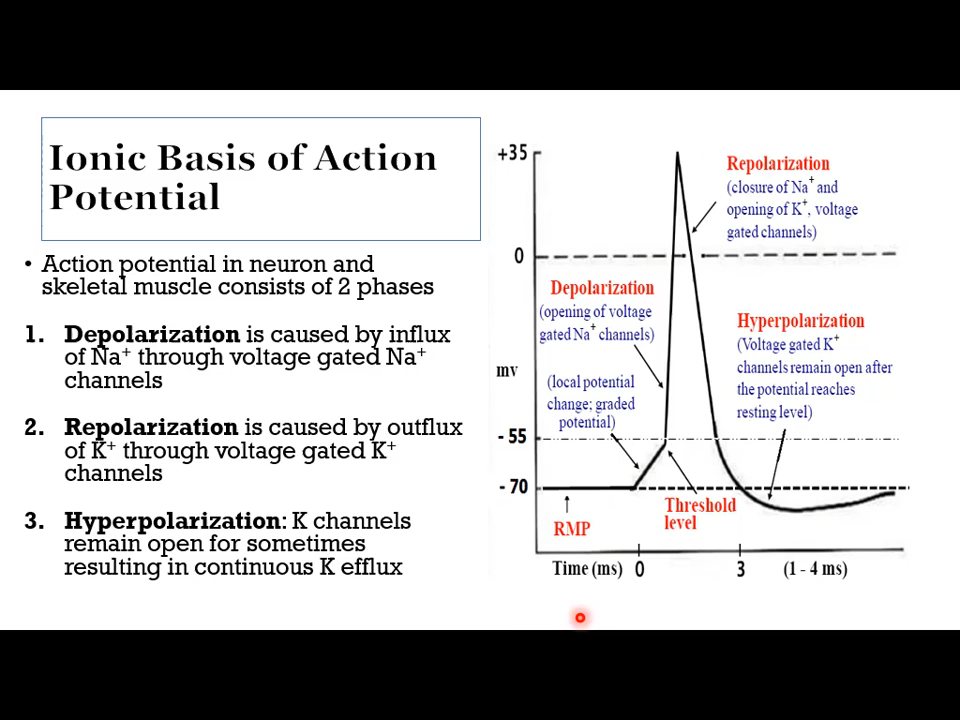 Ionic Basis of Action
Potential
• Action potential in neuron and
skeletal muscle consists of 2 phases
1. Depolarization is caused by influx
of Na⁺ through voltage gated Na⁺
channels
2. Repolarization is caused by outflux
of K⁺ through voltage gated K⁺
channels
3. Hyperpolarization: K channels
remain open for sometimes
resulting in continuous K efflux
+35
0
mv
- 55
- 70
Repolarization
(closure of Na⁺ and
opening of K⁺, voltage
gated channels)
Depolarization
(opening of voltage
gated Na⁺ channels)
(local potential
change; graded
potential)
Hyperpolarization
(Voltage gated K⁺
channels remain open after
the potential reaches
resting level)
RMP
Threshold
level
Time (ms) 0 3 (1 - 4 ms)